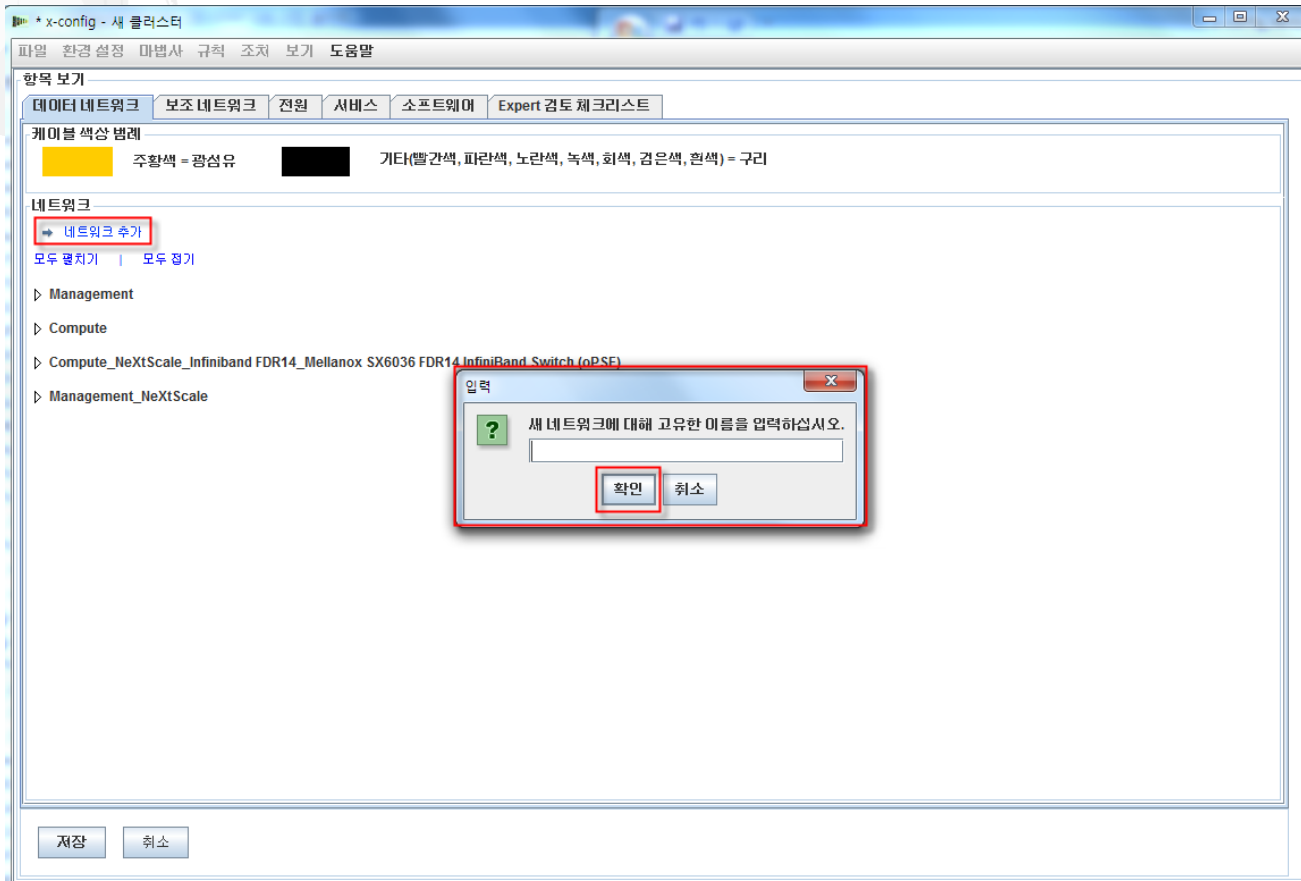 * x-config - 새 클러스터
파일 환경 설정 마법사 규칙 조치 보기 도움말
항목 보기
데이터 네트워크 보조 네트워크 전원 서비스 소프트웨어 Expert 검토 체크리스트
케이블 색상 범례
주황색 = 광섬유 기타(빨간색, 파란색, 노란색, 녹색, 회색, 검은색, 흰색) = 구리
네트워크
네트워크 추가
모두 펼치기 | 모두 접기
Management
Compute
Compute_NeXtScale_Infiniband FDR14_Mellanox SX6036 FDR14 InfiniBand Switch (oPSE)
Management_NeXtScale
입력
새 네트워크에 대해 고유한 이름을 입력하십시오.
확인 취소
저장 취소